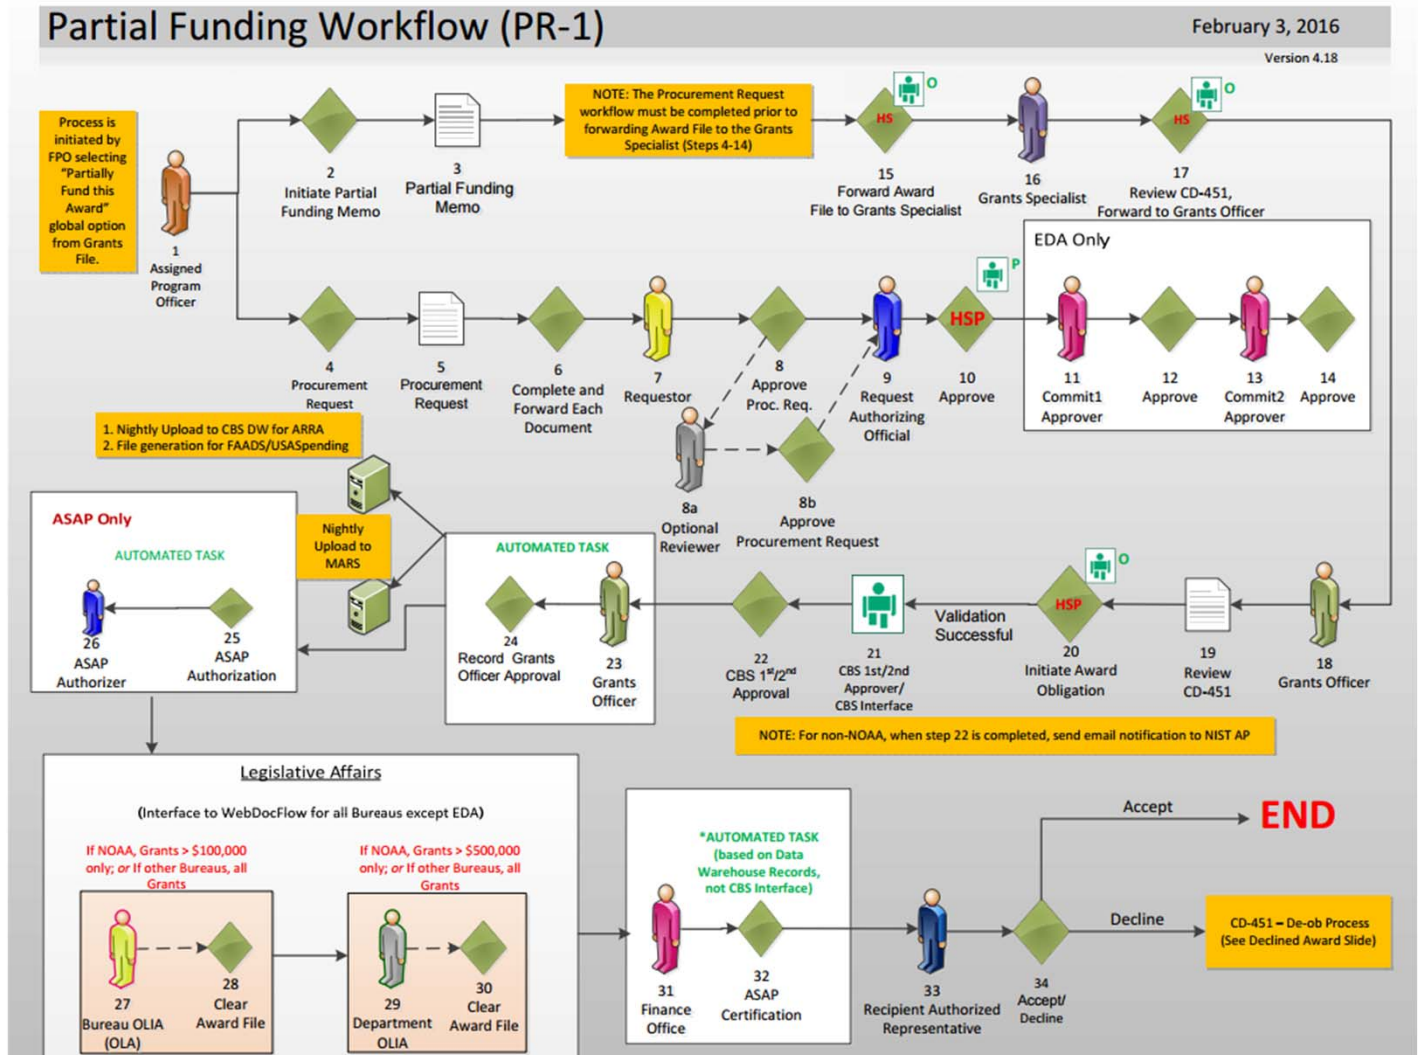 Partial Funding Workflow (PR-1)
February 3, 2016
Version 4.18
Process is
initiated by
FPO selecting
"Partially
Fund this
Award"
global option
from Grants
File.
1
Assigned
Program
Officer
2
Initiate Partial
Funding Memo
3
Partial Funding
Memo
NOTE: The Procurement Request
workflow must be completed prior to
forwarding Award File to the Grants
Specialist (Steps 4-14)
HS
O
15
Forward Award
File to Grants Specialist
16
Grants Specialist
HS
O
17
Review CD-451,
Forward to Grants Officer
4
Procurement
Request
5
Procurement
Request
6
Complete and
Forward Each
Document
7
Requestor
8
Approve
Proc. Req.
8a
Optional
Reviewer
8b
Approve
Procurement Request
9
Request
Authorizing
Official
HSP
P
10
Approve
EDA Only
11
Commit1
Approver
12
Approve
13
Commit2
Approver
14
Approve
1. Nightly Upload to CBS DW for ARRA
2. File generation for FAADS/USASpending
Nightly
Upload to
MARS
18
Grants Officer
19
Review
CD-451
HSP
O
20
Initiate Award
Obligation
Validation
Successful
21
CBS 1st/2nd
Approver/
CBS Interface
22
CBS 1st/2nd
Approval
NOTE: For non-NOAA, when step 22 is completed, send email notification to NIST AP
AUTOMATED TASK
23
Grants
Officer
24
Record Grants
Officer Approval
ASAP Only
AUTOMATED TASK
25
ASAP
Authorization
26
ASAP
Authorizer
Legislative Affairs
(Interface to WebDocFlow for all Bureaus except EDA)
If NOAA, Grants > $100,000
only; or If other Bureaus, all
Grants
27
Bureau OLIA
(OLA)
28
Clear
Award File
If NOAA, Grants > $500,000
only; or If other Bureaus, all
Grants
29
Department
OLIA
30
Clear
Award File
*AUTOMATED TASK
(based on Data
Warehouse Records,
not CBS Interface)
31
Finance
Office
32
ASAP
Certification
33
Recipient Authorized
Representative
34
Accept/
Decline
Accept
END
Decline
CD-451 – De-ob Process
(See Declined Award Slide)